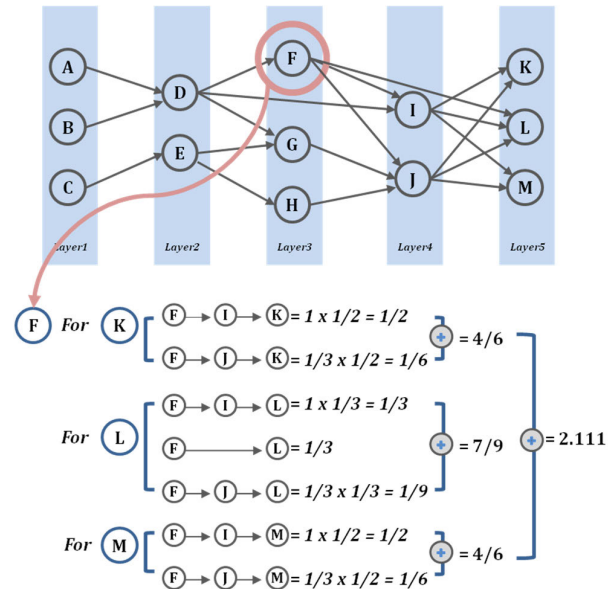 A
B
C
D
E
F
G
H
I
J
K
L
M
Layer1
Layer2
Layer3
Layer4
Layer5
F For K
F I K = 1 x 1/2 = 1/2
F J K = 1/3 x 1/2 = 1/6
+ = 4/6
For L
F I L = 1 x 1/3 = 1/3
F L = 1/3
F J L = 1/3 x 1/3 = 1/9
+ = 7/9
+ = 2.111
For M
F I M = 1 x 1/2 = 1/2
F J M = 1/3 x 1/2 = 1/6
+ = 4/6